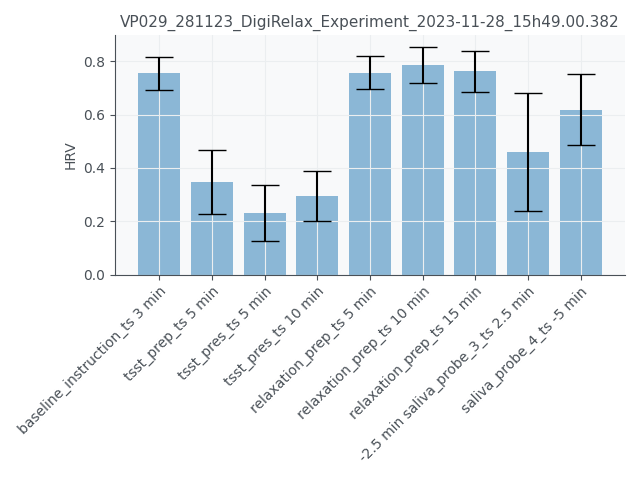 VP029_281123_DigiRelax_Experiment_2023-11-28_15h49.00.382
HRV
0.8
0.6
0.4
0.2
0.0
baseline_instruction_ts 3 min
tsst_prep_ts 5 min
tsst_pres_ts 5 min
tsst_pres_ts 10 min
relaxation_prep_ts 5 min
relaxation_prep_ts 10 min
relaxation_prep_ts 15 min
-2.5 min saliva_probe_3_ts 2.5 min
saliva_probe_4_ts -5 min